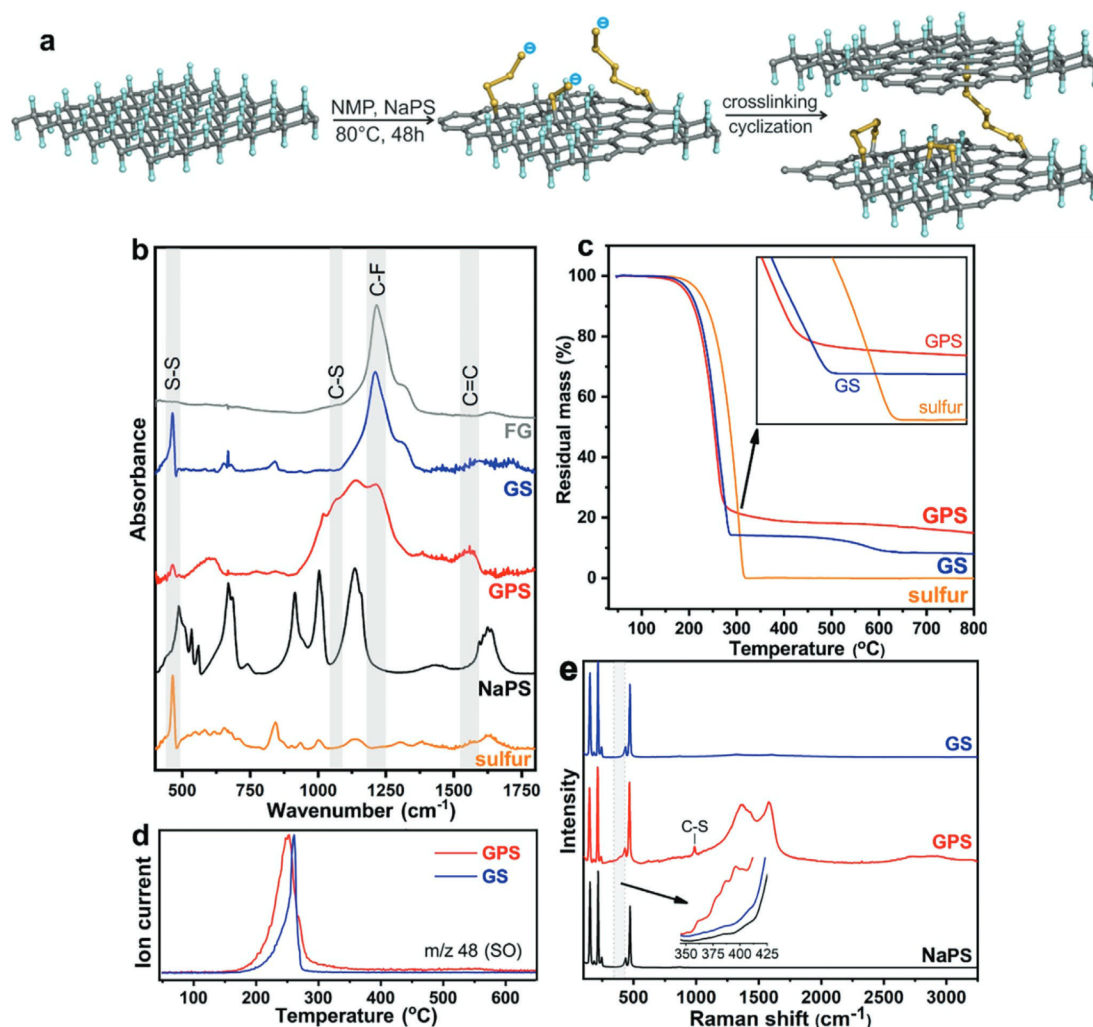 a
NMP, NaPS
80°C, 48h
crosslinking
cyclization
⊖
⊖
⊖
b
S-S
C-S
C-F
C=C
FG
GS
GPS
NaPS
sulfur
Absorbance
500 750 1000 1250 1500 1750
Wavenumber (cm⁻¹)
c
100
80
60
40
20
0
Residual mass (%)
GPS
GS
sulfur
GPS
GS
sulfur
100 200 300 400 500 600 700 800
Temperature (°C)
d
GPS
GS
Ion current
m/z 48 (SO)
100 200 300 400 500 600
Temperature (°C)
e
GS
GPS
C-S
Intensity
350 375 400 425
NaPS
500 1000 1500 2000 2500 3000
Raman shift (cm⁻¹)